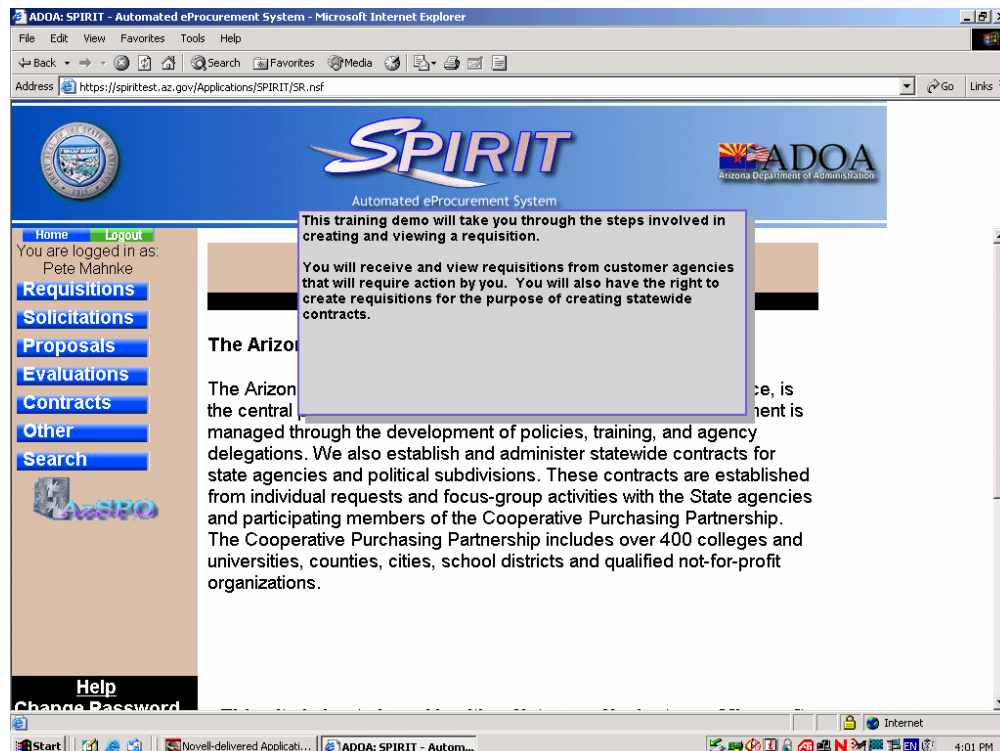 ADOA: SPIRIT - Automated eProcurement System - Microsoft Internet Explorer
File Edit View Favorites Tools Help
Back Search Favorites Media
Address https://spirittest.az.gov/Applications/SPIRIT/SR.nsf Go Links
SPIRIT
Automated eProcurement System
ADOA
Arizona Department of Administration
Home Logout
You are logged in as:
Pete Mahnke
Requisitions
Solicitations
Proposals
Evaluations
Contracts
Other
Search
AZSPO
Help
Change Password
This training demo will take you through the steps involved in
creating and viewing a requisition.
You will receive and view requisitions from customer agencies
that will require action by you. You will also have the right to
create requisitions for the purpose of creating statewide
contracts.
The Arizo
The Arizon ce, is
the central ment is
managed through the development of policies, training, and agency
delegations. We also establish and administer statewide contracts for
state agencies and political subdivisions. These contracts are established
from individual requests and focus-group activities with the State agencies
and participating members of the Cooperative Purchasing Partnership.
The Cooperative Purchasing Partnership includes over 400 colleges and
universities, counties, cities, school districts and qualified not-for-profit
organizations.
Internet
Start Novell-delivered Applicati... ADOA: SPIRIT - Autom... 4:01 PM